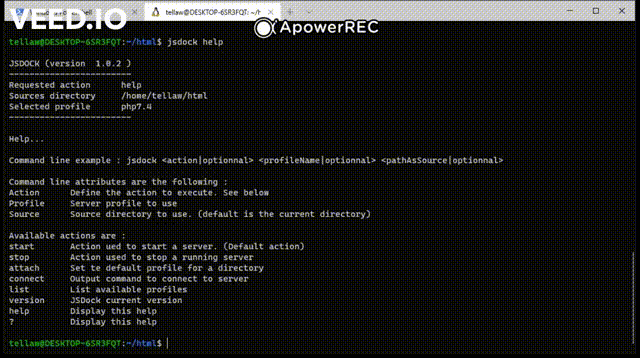 VEED.IO
tellaw@DESKTOP-6SR3FQT: ~/h
ApowerREC
tellaw@DESKTOP-6SR3FQT:~/html$ jsdock help
JSDOCK (version  1.0.2 )
------------------------
Requested action     help
Sources directory    /home/tellaw/html
Selected profile     php7.4
------------------------
Help...
Command line example : jsdock <action|optionnal> <profileName|optionnal> <pathAsSource|optionnal>
Command line attributes are the following :
Action     Define the action to execute. See below
Profile    Server profile to use
Source     Source directory to use. (default is the current directory)
Available actions are :
start      Action ued to start a server. (Default action)
stop       Action used to stop a running server
attach     Set te default profile for a directory
connect    Output command to connect to server
list       List available profiles
version    JSDock current version
help       Display this help
?          Display this help
tellaw@DESKTOP-6SR3FQT:~/html$